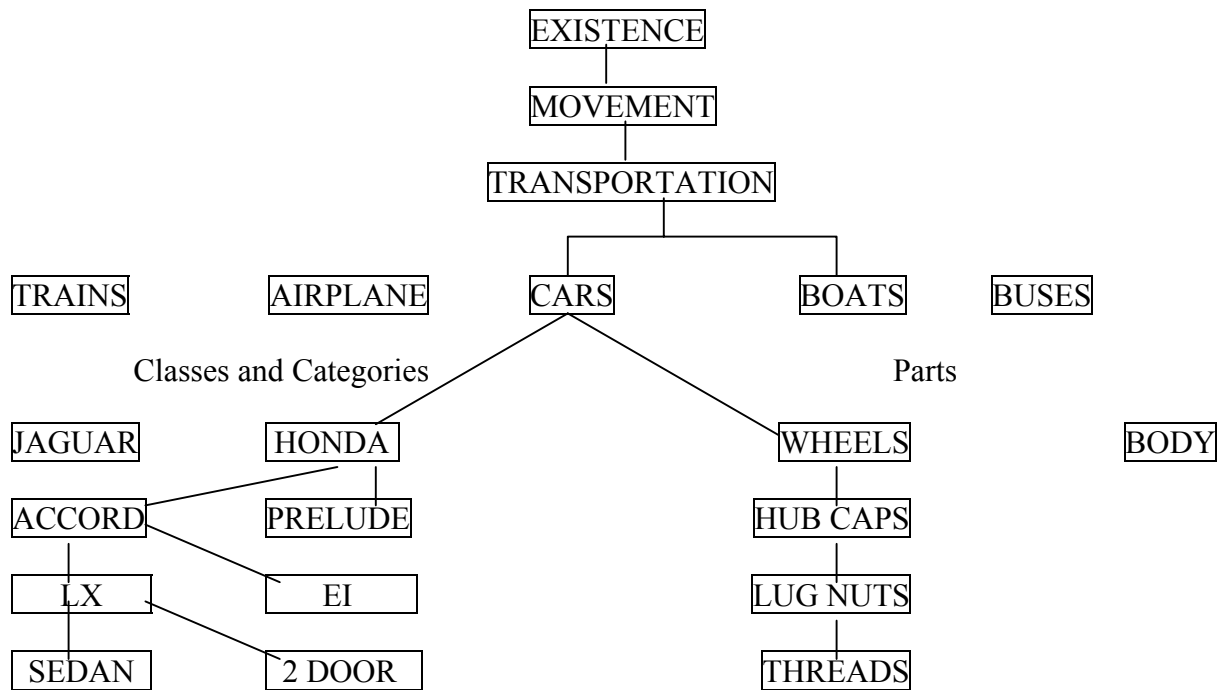 EXISTENCE
MOVEMENT
TRANSPORTATION
TRAINS AIRPLANE CARS BOATS BUSES
Classes and Categories Parts
JAGUAR HONDA WHEELS BODY
ACCORD PRELUDE HUB CAPS
LX EI LUG NUTS
SEDAN 2 DOOR THREADS